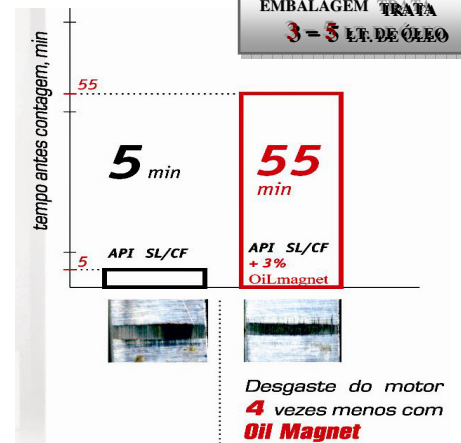 EMBALAGEM TRATA
3 – 5 LT. DE ÓLEO
tempo antes contagem, min
55
5 min
55
min
API SL/CF
API SL/CF
+ 3%
OiLmagnet
5
Desgaste do motor
4 vezes menos com
Oil Magnet